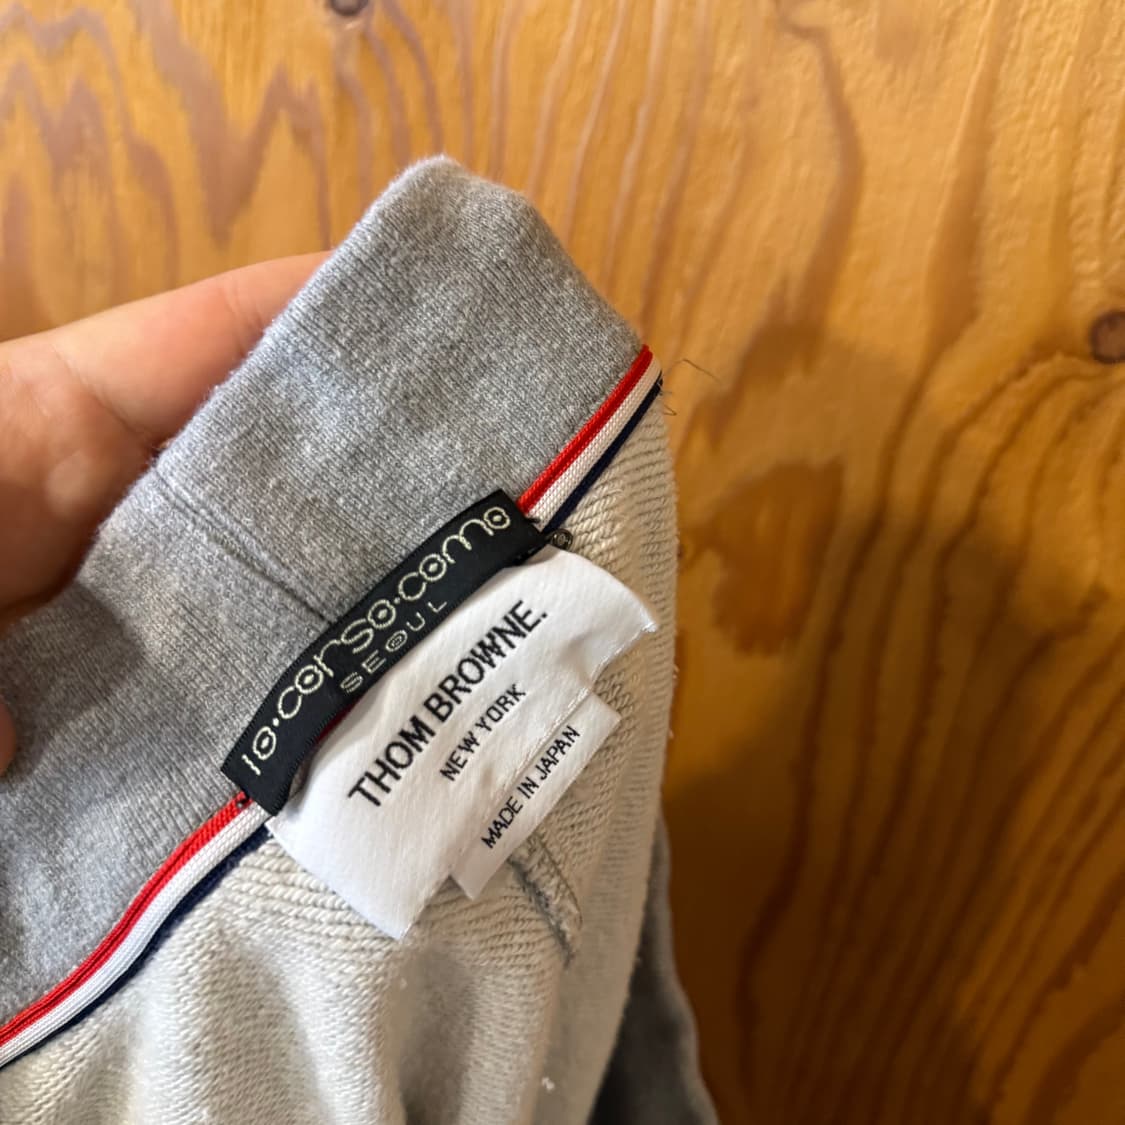 10·corso·como
SEOUL
THOM BROWNE.
NEW YORK
MADE IN JAPAN